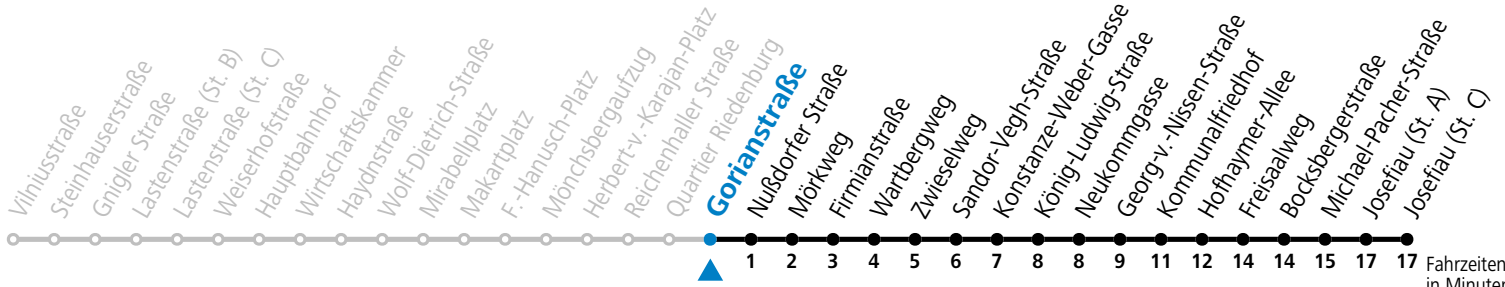 Vilniusstraße
Steinhauserstraße
Gnigler Straße
Lastenstraße (St. B)
Lastenstraße (St. C)
Weiserhofstraße
Hauptbahnhof
Wirtschaftskammer
Haydnstraße
Wolf-Dietrich-Straße
Mirabellplatz
Makartplatz
F.-Hanusch-Platz
Mönchsbergaufzug
Herbert-v. Karajan-Platz
Reichenhaller Straße
Quartier Riedenburg
Gorianstraße
Nußdorfer Straße
Mörkweg
Firmianstraße
Wartbergweg
Zwieselweg
Sandor-Vegh-Straße
Konstanze-Weber-Gasse
König-Ludwig-Straße
Neukommgasse
Georg-v.-Nissen-Straße
Kommunalfriedhof
Hofhaymer-Allee
Freisaalweg
Bocksbergerstraße
Michael-Pacher-Straße
Josefiau (St. A)
Josefiau (St. C)
1 2 3 4 5 6 7 8 8 9 11 12 14 14 15 17 17 Fahrzeiten
in Minuten